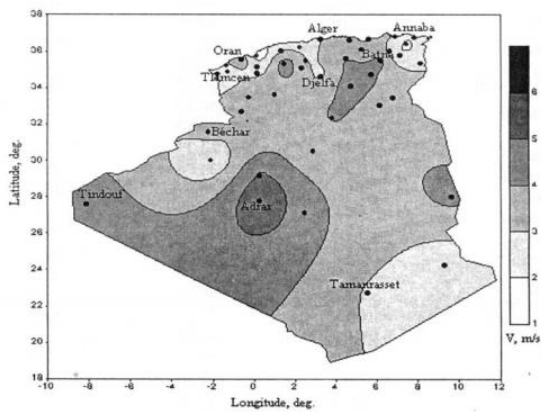 38
36
34
32
30
28
26
24
22
20
18
Latitude, deg.
Alger
Annaba
Oran
Batna
Tlemcen
Djelfa
Béchar
Tindouf
Adrar
Tamanrasset
6
5
4
3
2
1
V, m/s
-10 -8 -6 -4 -2 0 2 4 6 8 10 12
Longitude, deg.